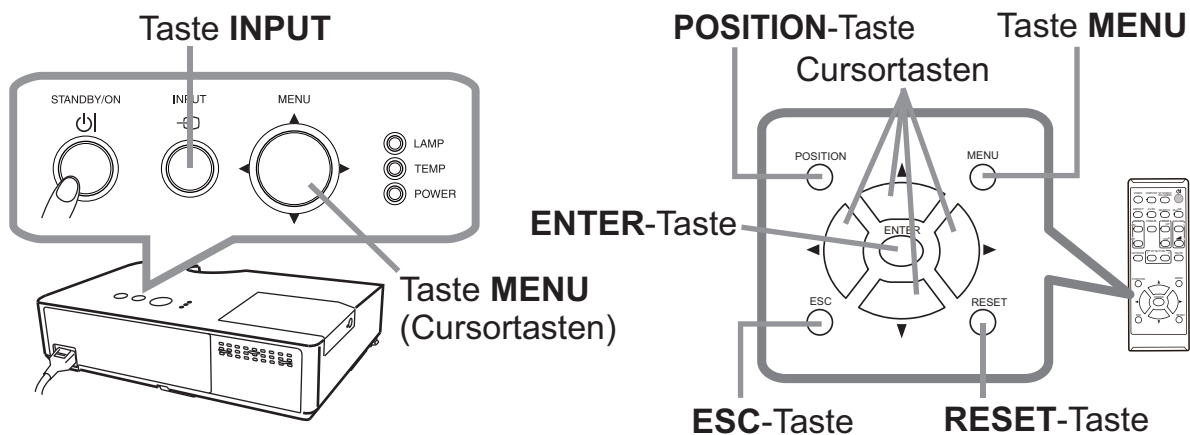 Taste INPUT
STANDBY/ON
INPUT
MENU
LAMP
TEMP
POWER
Taste MENU
(Cursortasten)
POSITION-Taste
Taste MENU
Cursortasten
POSITION
MENU
ENTER-Taste
ENTER
ESC
RESET
ESC-Taste
RESET-Taste